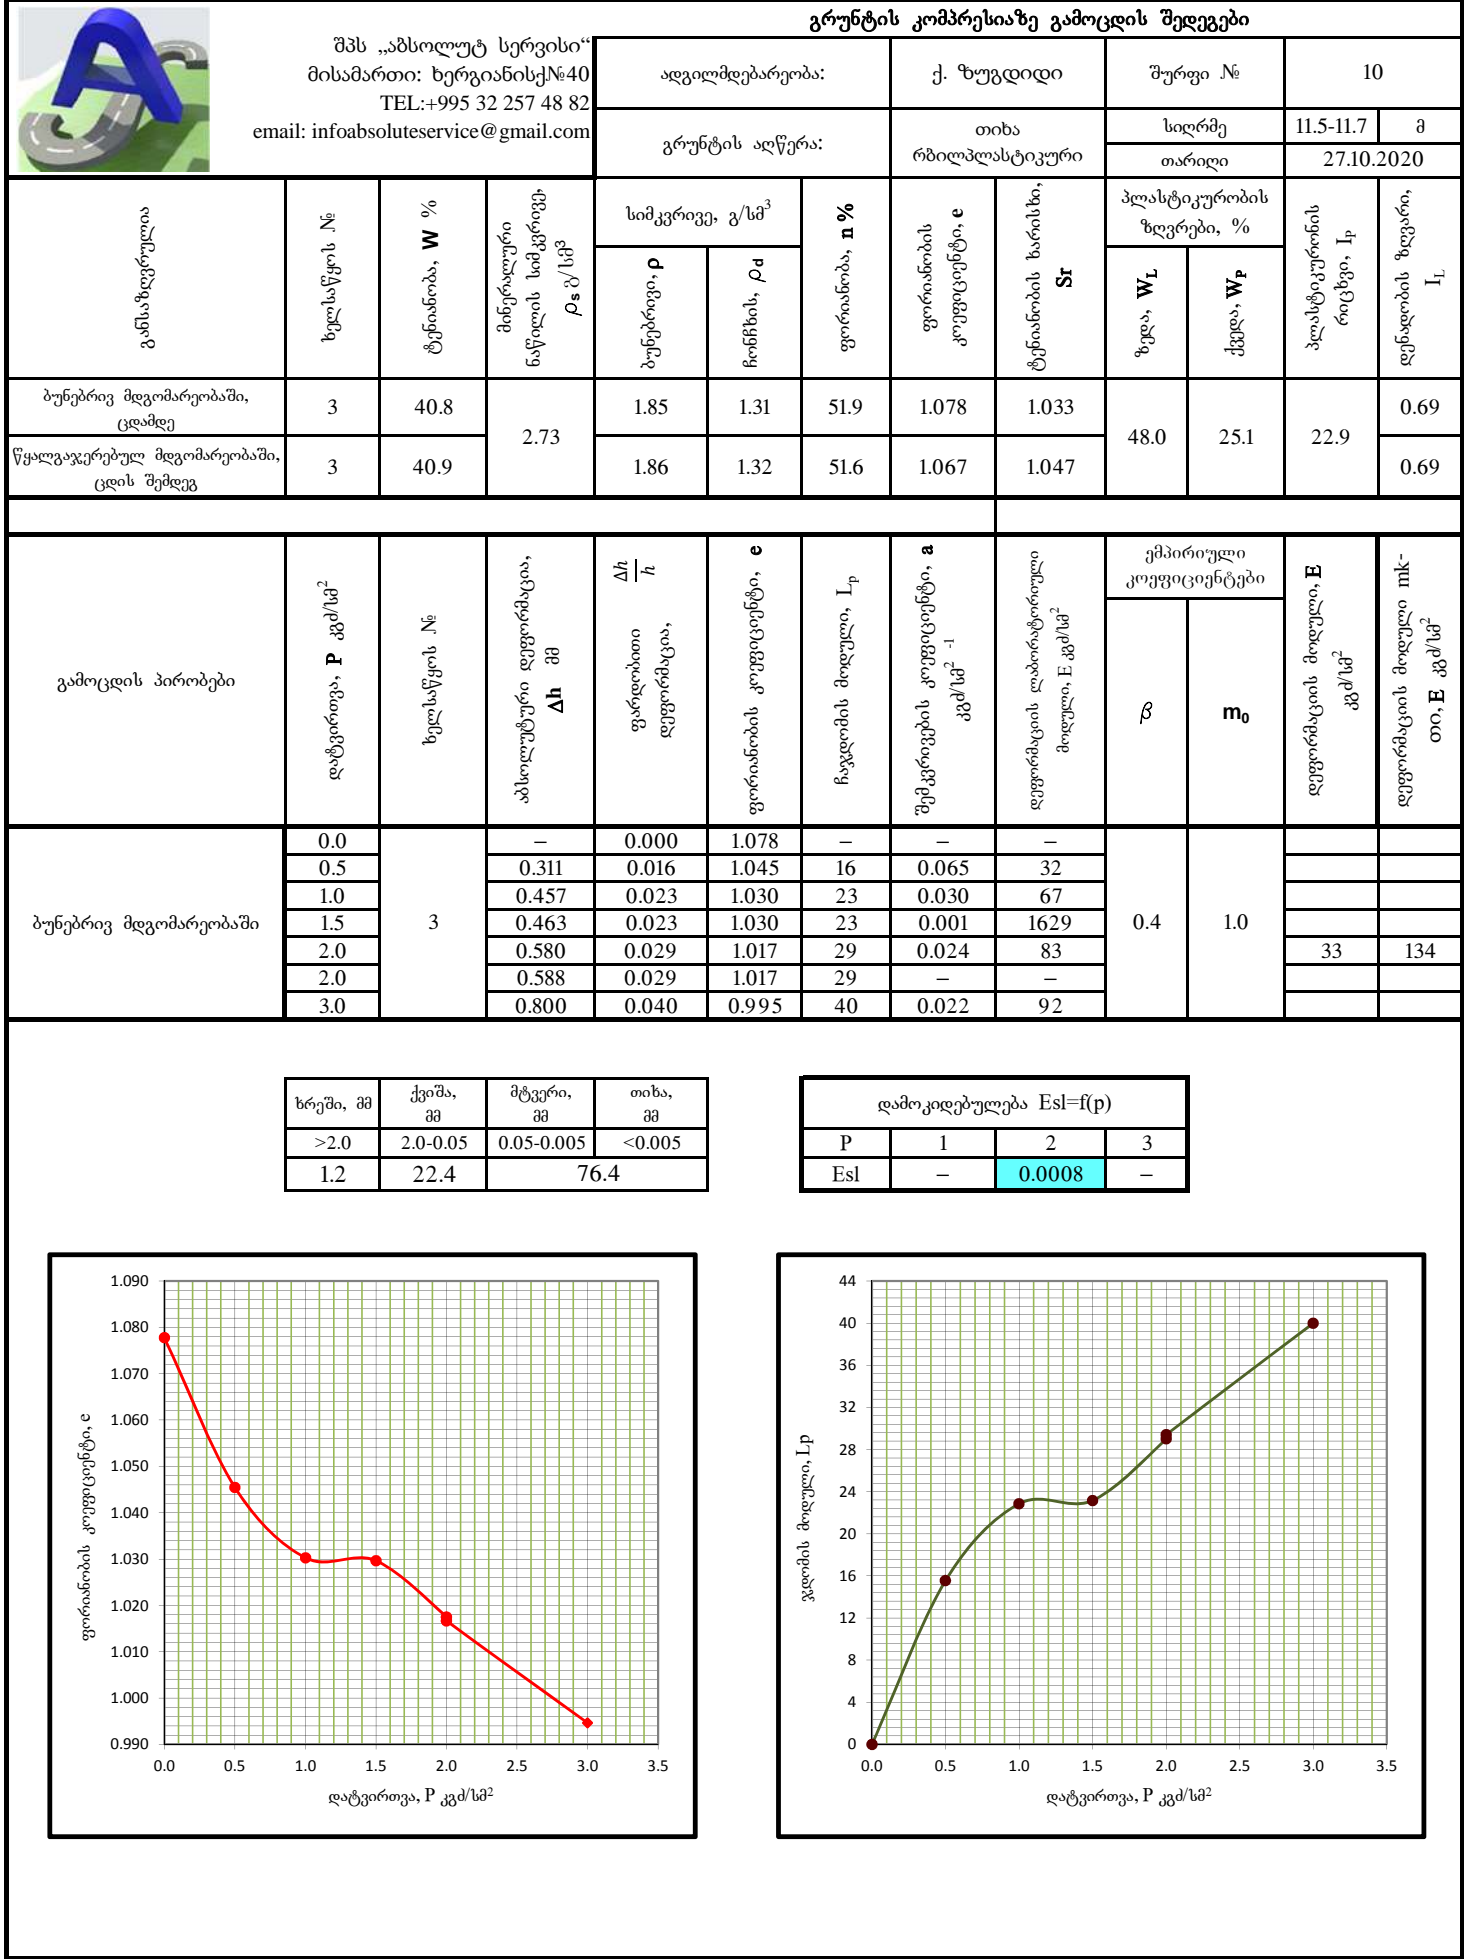 გრუნტის კომპრესიაზე გამოცდის შედეგები
შპს „აბსოლუტ სერვისი“
მისამართი: ხერგიანისქ№40
TEL:+995 32 257 48 82
email: infoabsoluteservice@gmail.com
ადგილმდებარეობა: ქ. ზუგდიდი შურფი № 10
გრუნტის აღწერა: თიხა რბილპლასტიკური
სიღრმე 11.5-11.7 მ
თარიღი 27.10.2020
განსაზღვრულია
ხელსაწყოს №
ტენიანობა, W %
მინერალური ნაწილის სიმკვრივე, ρs გ/სმ³
სიმკვრივე, გ/სმ³
ბუნებრივი, ρ
ჩონჩხის, ρd
ფორიანობა, n %
ფორიანობის კოეფიციენტი, e
ტენიანობის ხარისხი, Sr
პლასტიკურობის ზღვრები, %
ზედა, WL
ქვედა, WP
პლასტიკურონის რიცხვი, IP
დენადობის ზღვარი, IL
ბუნებრივ მდგომარეობაში, ცდამდე 3 40.8 2.73 1.85 1.31 51.9 1.078 1.033 48.0 25.1 22.9 0.69
წყალგაჯერებულ მდგომარეობაში, ცდის შემდეგ 3 40.9 1.86 1.32 51.6 1.067 1.047 0.69
გამოცდის პირობები
დატვირთვა, P კგძ/სმ²
ხელსაწყოს №
აბსოლუტური დეფორმაცია, Δh მმ
ფარდობითი დეფორმაცია, Δh/h
ფორიანობის კოეფიციენტი, e
ჩაჯდომის მოდული, Lp
შემკვრივების კოეფიციენტი, a კგძ/სმ² -1
დეფორმაციის ლაბორატორიული მოდული, E კგძ/სმ²
ემპირიული კოეფიციენტები
β
m₀
დეფორმაციის მოდული, E კგძ/სმ²
დეფორმაციის მოდული mk-თი, E კგძ/სმ²
ბუნებრივ მდგომარეობაში 3 0.4 1.0
0.0 – 0.000 1.078 – – –
0.5 0.311 0.016 1.045 16 0.065 32
1.0 0.457 0.023 1.030 23 0.030 67
1.5 0.463 0.023 1.030 23 0.001 1629
2.0 0.580 0.029 1.017 29 0.024 83 33 134
2.0 0.588 0.029 1.017 29 – –
3.0 0.800 0.040 0.995 40 0.022 92
ხრეში, მმ ქვიშა, მმ მტვერი, მმ თიხა, მმ
>2.0 2.0-0.05 0.05-0.005 <0.005
1.2 22.4 76.4
დამოკიდებულება Esl=f(p)
P 1 2 3
Esl – 0.0008 –
ფორიანობის კოეფიციენტი, e
1.090
1.080
1.070
1.060
1.050
1.040
1.030
1.020
1.010
1.000
0.990
0.0 0.5 1.0 1.5 2.0 2.5 3.0 3.5
დატვირთვა, P კგძ/სმ²
ჯდომის მოდული, Lp
44
40
36
32
28
24
20
16
12
8
4
0
0.0 0.5 1.0 1.5 2.0 2.5 3.0 3.5
დატვირთვა, P კგძ/სმ²